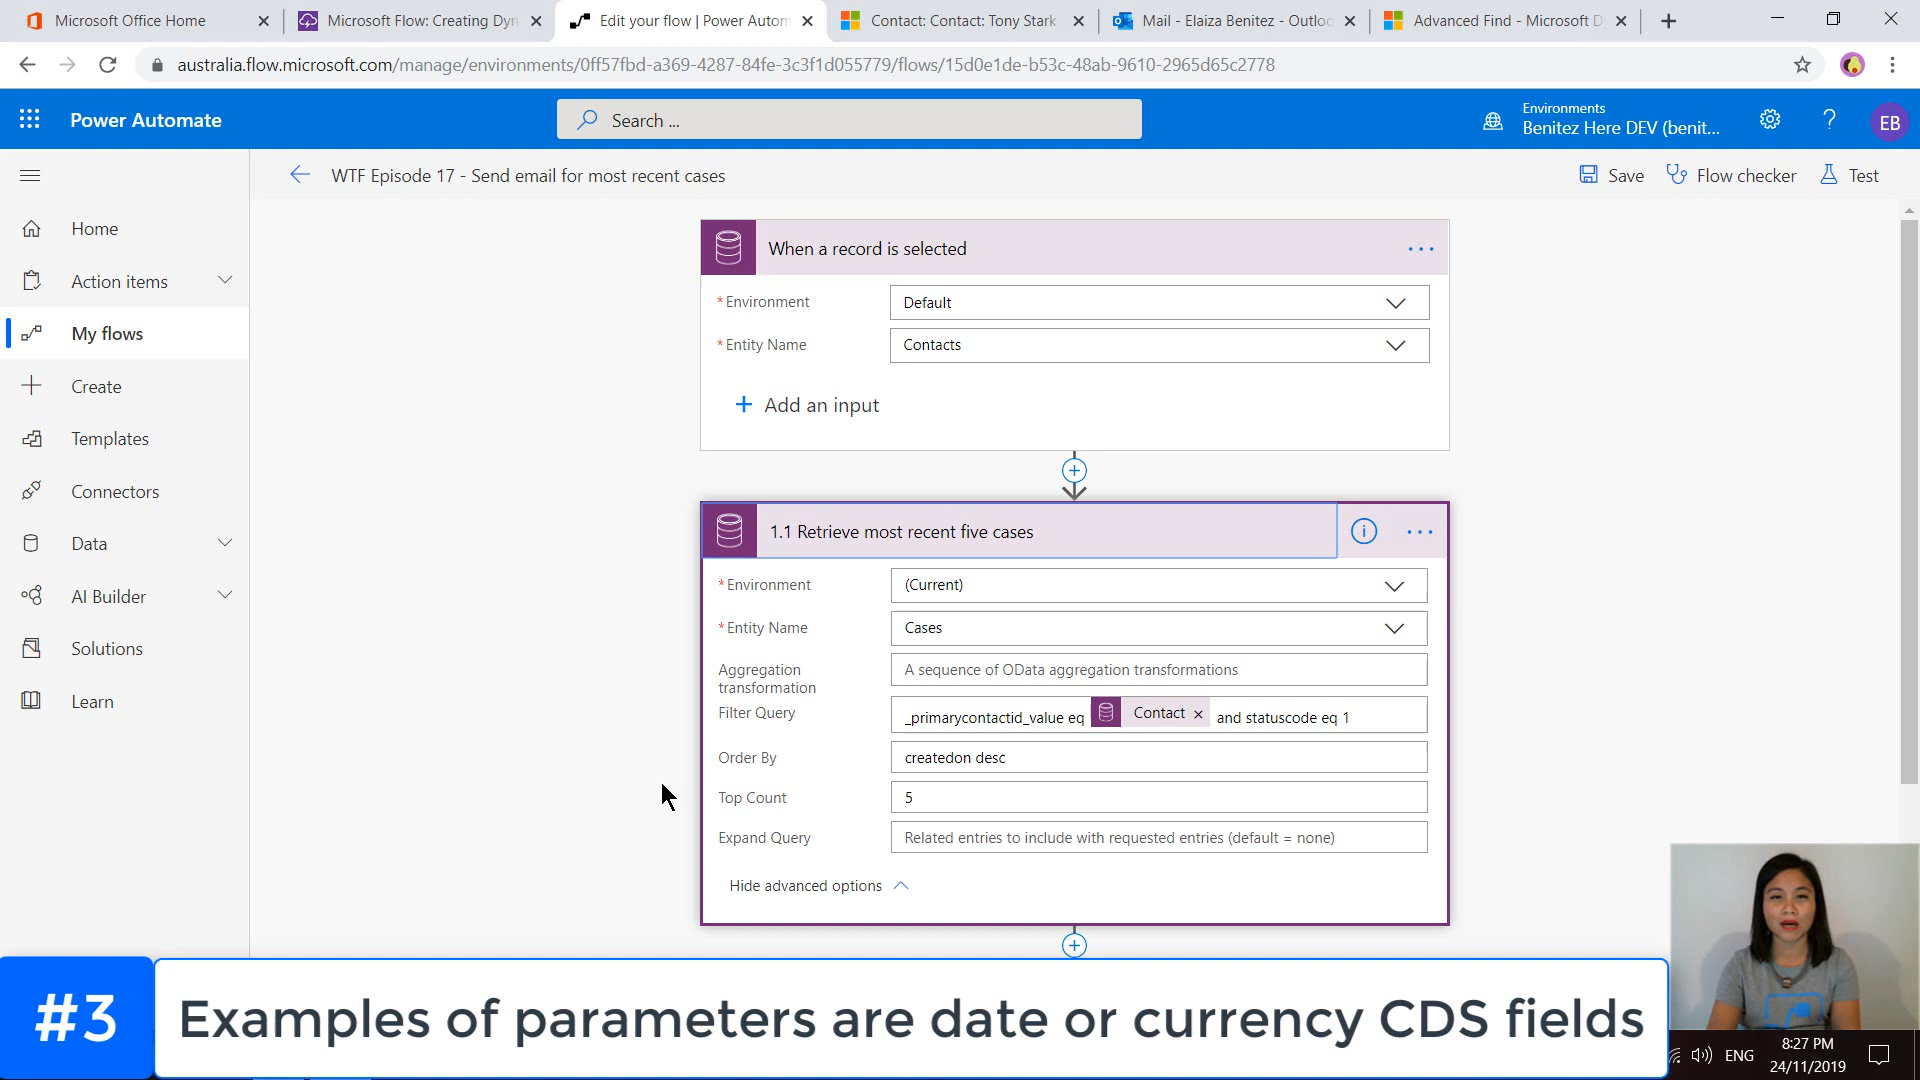 Microsoft Office Home
Microsoft Flow: Creating Dyn
Edit your flow | Power Autom
Contact: Contact: Tony Stark
Mail - Elaiza Benitez - Outloo
Advanced Find - Microsoft D
australia.flow.microsoft.com/manage/environments/0ff57fbd-a369-4287-84fe-3c3f1d055779/flows/15d0e1de-b53c-48ab-9610-2965d65c2778
Power Automate
Search ...
Environments
Benitez Here DEV (benit...
?
EB
WTF Episode 17 - Send email for most recent cases
Save
Flow checker
Test
Home
Action items
My flows
Create
Templates
Connectors
Data
AI Builder
Solutions
Learn
When a record is selected
* Environment
Default
* Entity Name
Contacts
+ Add an input
1.1 Retrieve most recent five cases
* Environment
(Current)
* Entity Name
Cases
Aggregation
transformation
A sequence of OData aggregation transformations
Filter Query
_primarycontactid_value eq Contact × and statuscode eq 1
Order By
createdon desc
Top Count
5
Expand Query
Related entries to include with requested entries (default = none)
Hide advanced options
#3
Examples of parameters are date or currency CDS fields
ENG
8:27 PM
24/11/2019